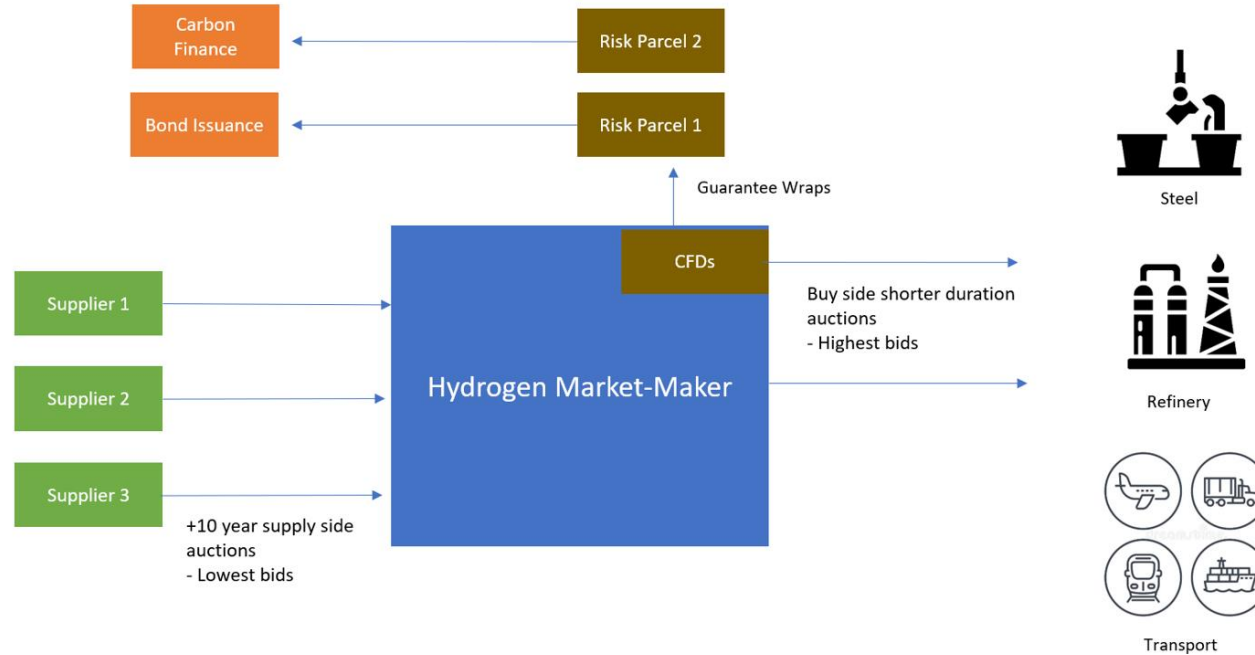 Carbon
Finance
Risk Parcel 2
Bond Issuance
Risk Parcel 1
Guarantee Wraps
Steel
CFDs
Supplier 1
Buy side shorter duration
auctions
- Highest bids
Supplier 2
Hydrogen Market-Maker
Refinery
Supplier 3
+10 year supply side
auctions
- Lowest bids
Transport